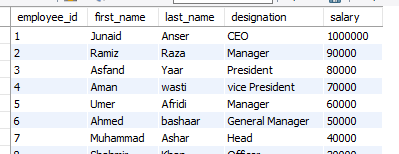 employee_id first_name last_name designation salary
1 Junaid Anser CEO 1000000
2 Ramiz Raza Manager 90000
3 Asfand Yaar President 80000
4 Aman wasti vice President 70000
5 Umer Afridi Manager 60000
6 Ahmed bashaar General Manager 50000
7 Muhammad Ashar Head 40000